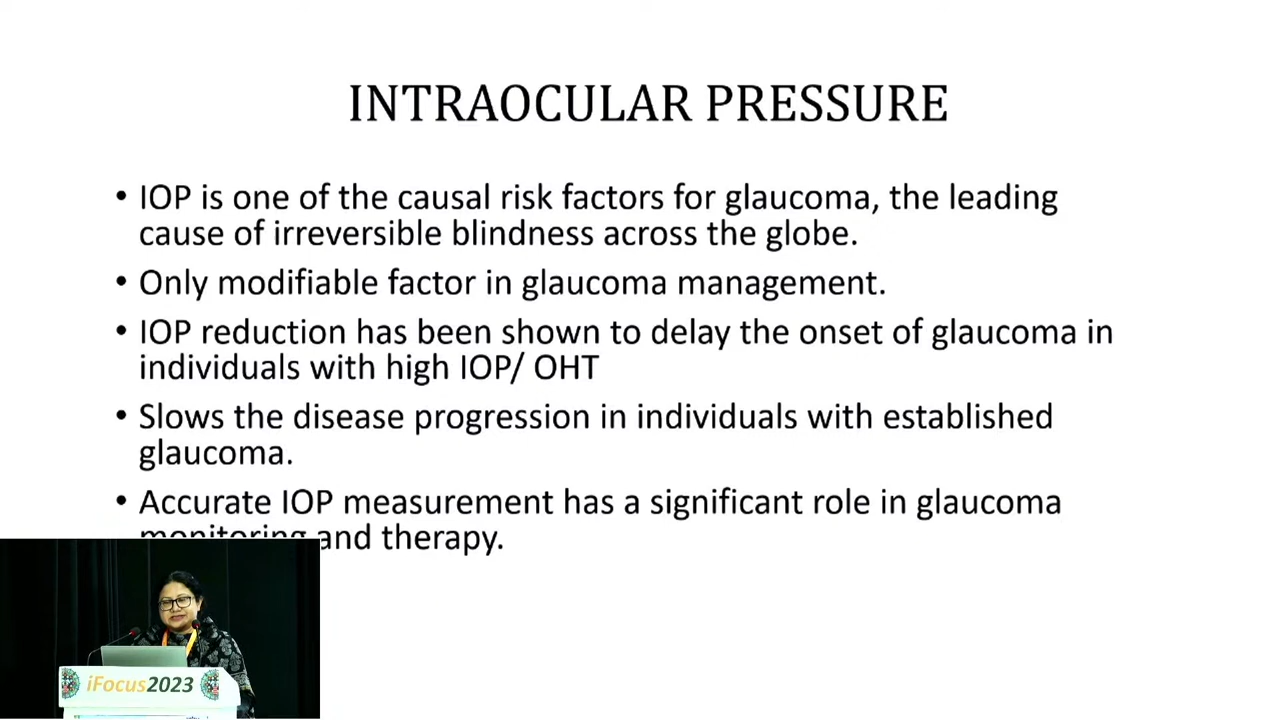 INTRAOCULAR PRESSURE
• IOP is one of the causal risk factors for glaucoma, the leading
cause of irreversible blindness across the globe.
• Only modifiable factor in glaucoma management.
• IOP reduction has been shown to delay the onset of glaucoma in
individuals with high IOP/ OHT
• Slows the disease progression in individuals with established
glaucoma.
• Accurate IOP measurement has a significant role in glaucoma
monitoring and therapy.
iFocus2023